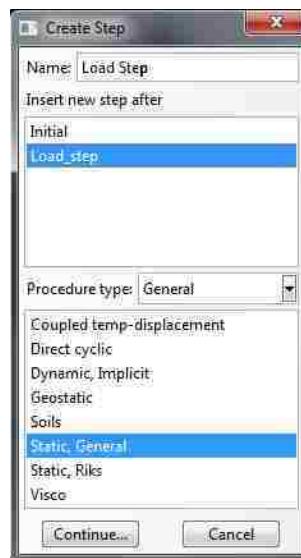 Create Step
Name: Load Step
Insert new step after
Initial
Load_step
Procedure type: General
Coupled temp-displacement
Direct cyclic
Dynamic, Implicit
Geostatic
Soils
Static, General
Static, Riks
Visco
Continue... Cancel